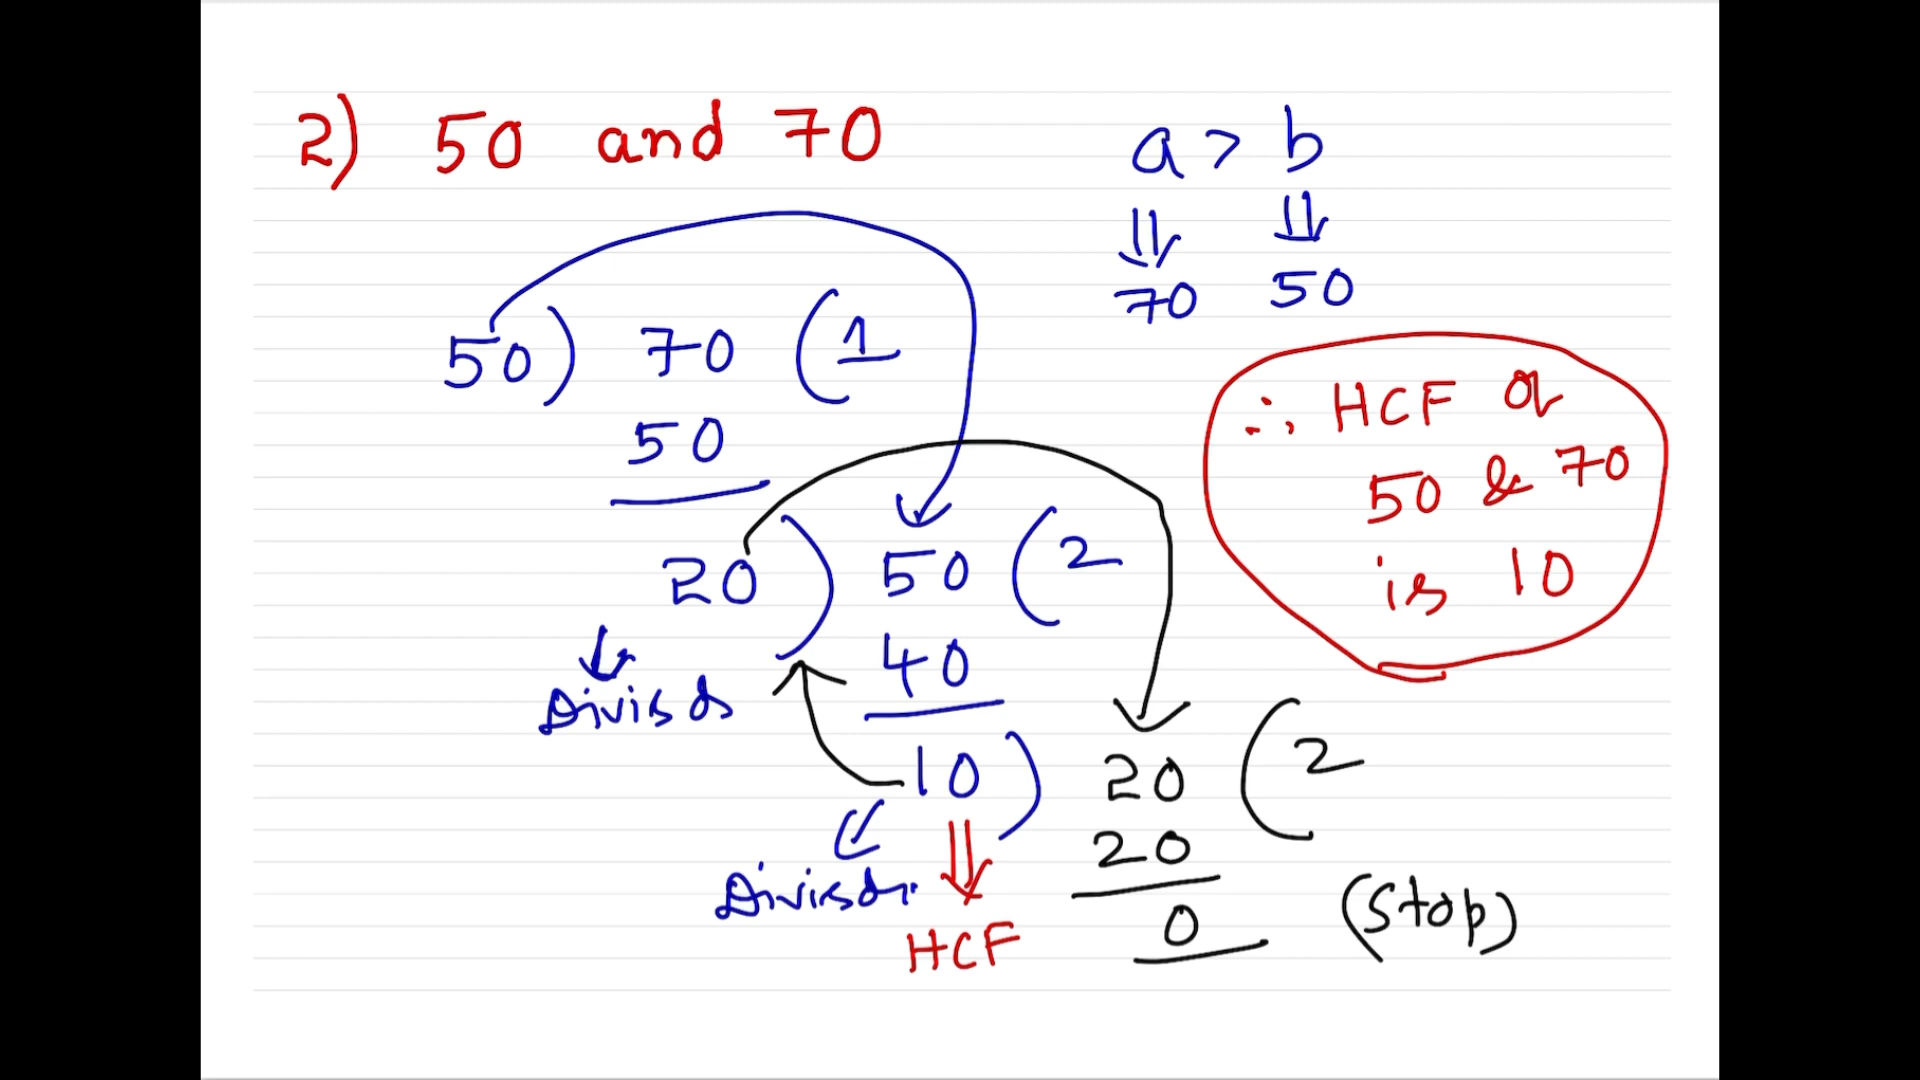 2) 50 and 70
a > b
70 50
50) 70 (1
50
20) 50 (2
40
Divisor
10) 20 (2
20
Divisor
0 (Stop)
HCF
∴ HCF of
50 & 70
is 10